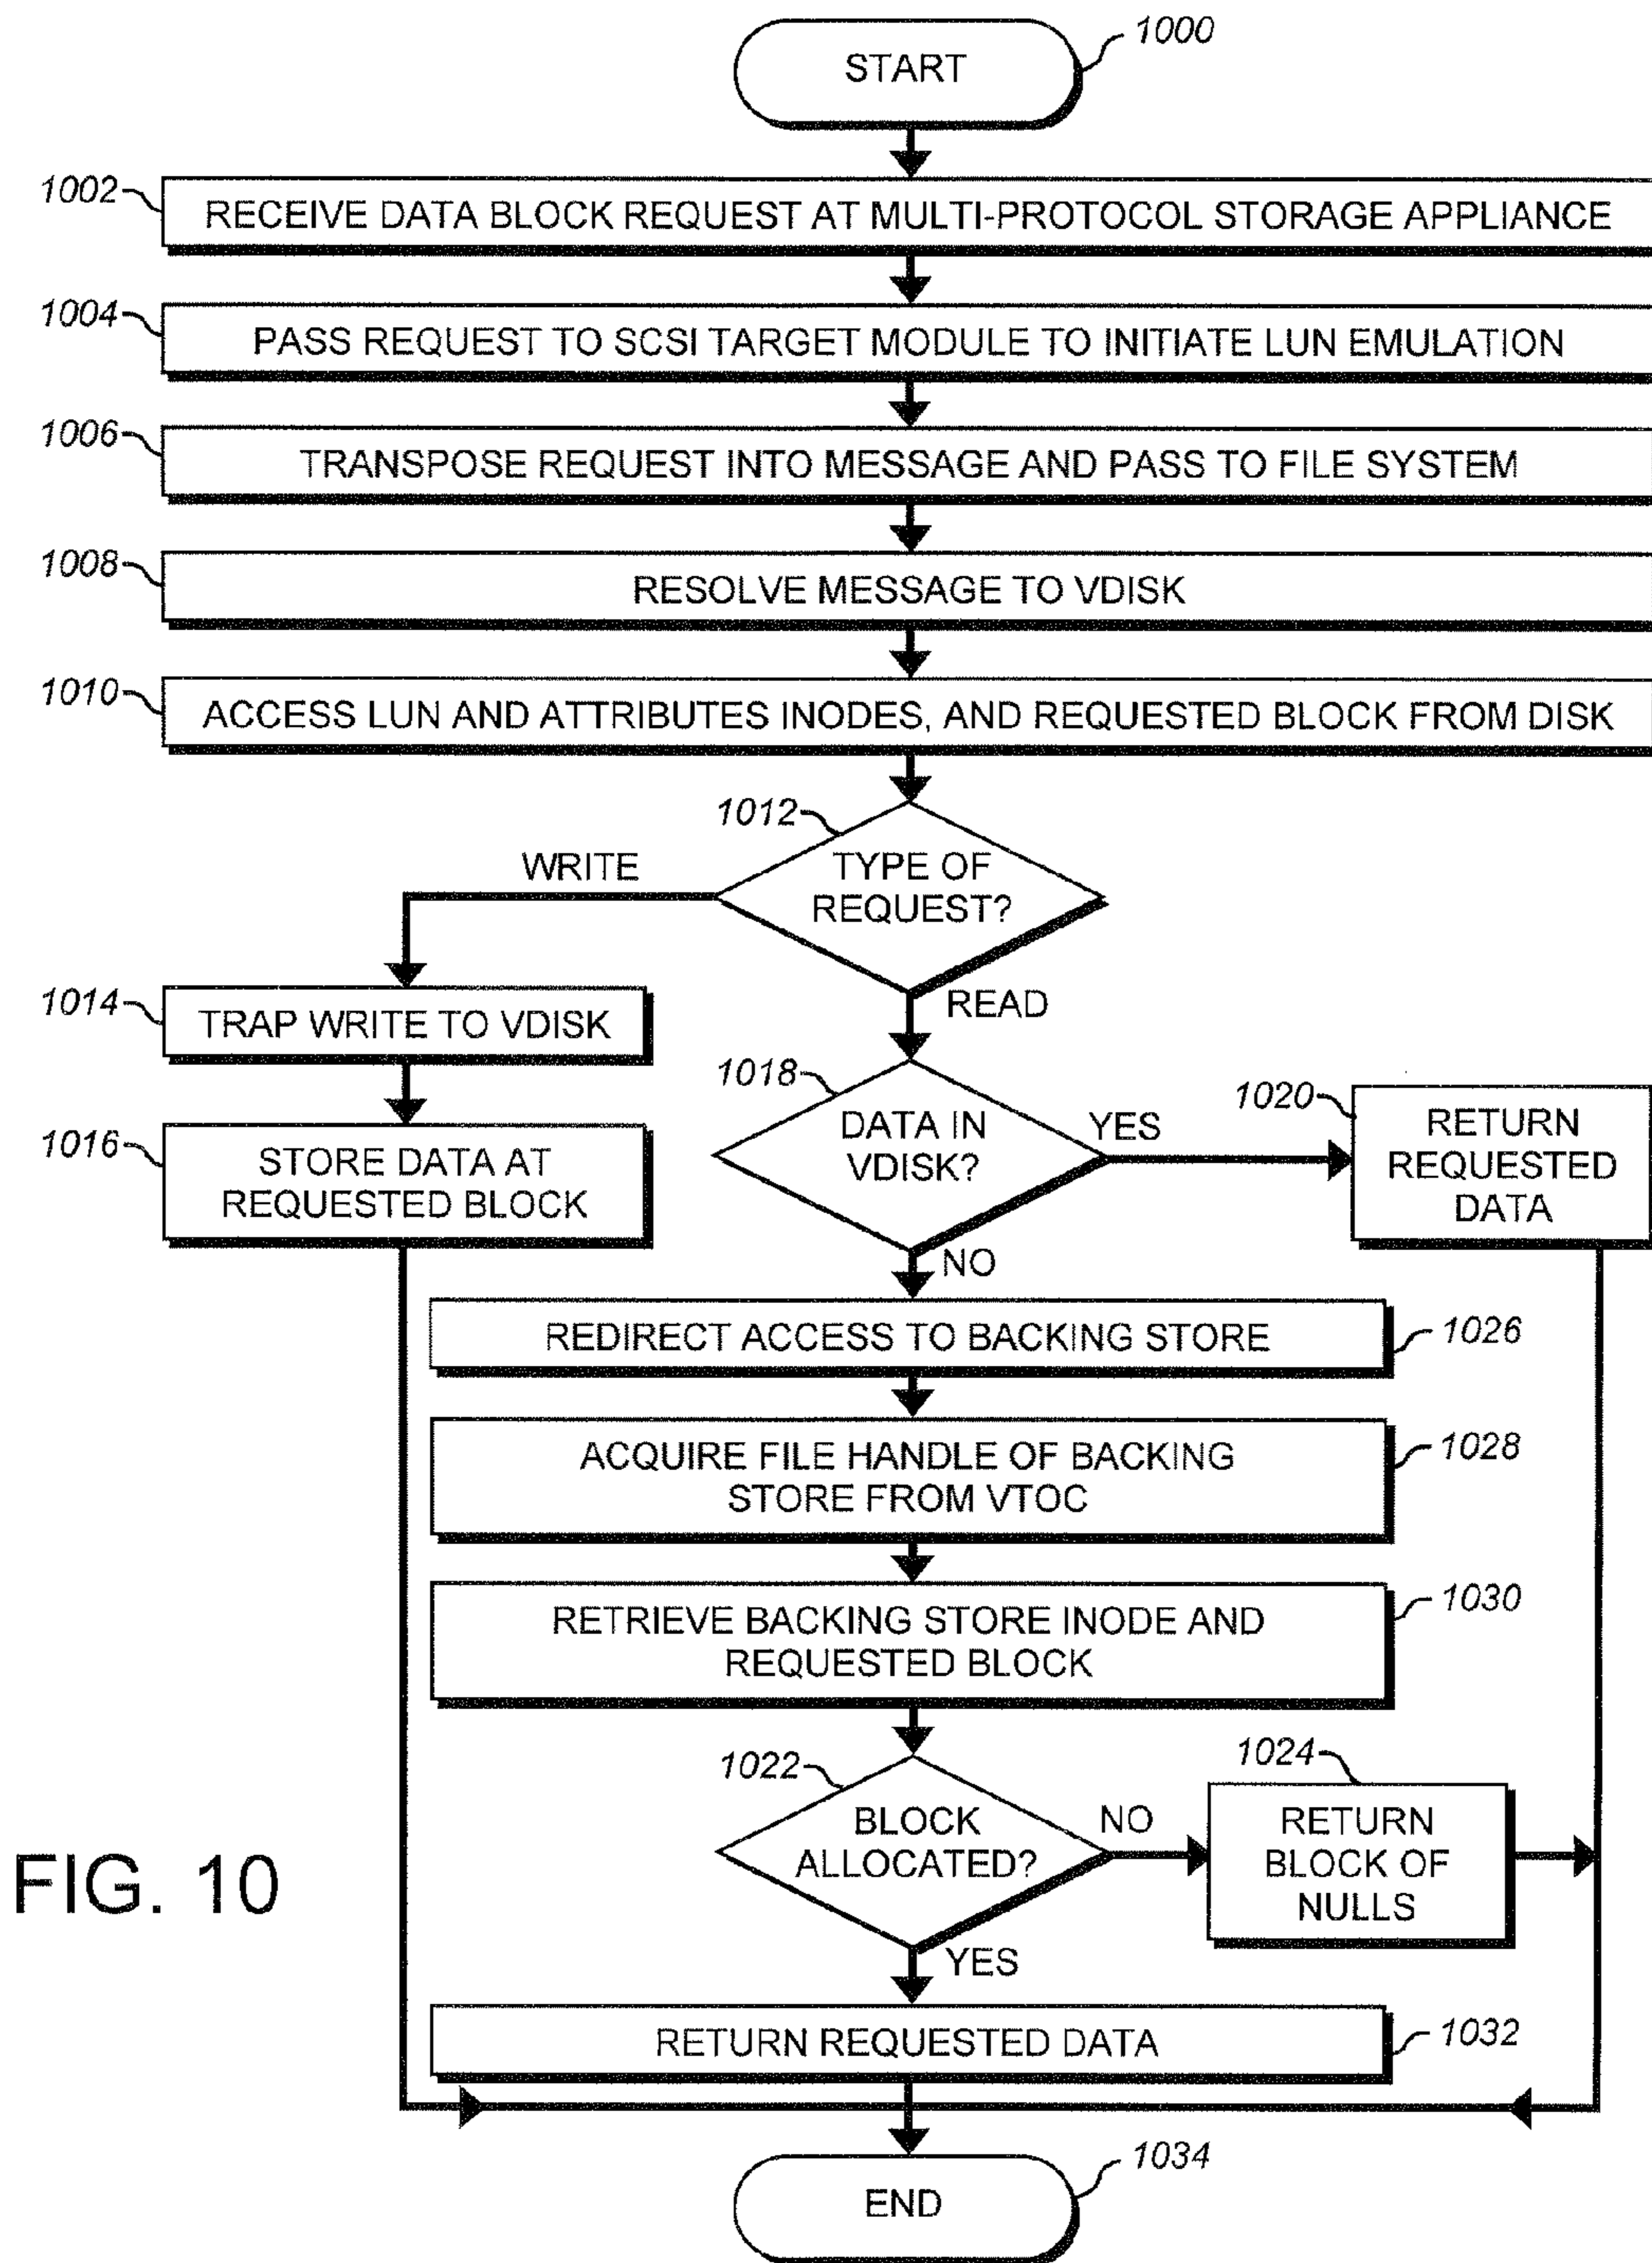 START
1000
1002
RECEIVE DATA BLOCK REQUEST AT MULTI-PROTOCOL STORAGE APPLIANCE
1004
PASS REQUEST TO SCSI TARGET MODULE TO INITIATE LUN EMULATION
1006
TRANSPOSE REQUEST INTO MESSAGE AND PASS TO FILE SYSTEM
1008
RESOLVE MESSAGE TO VDISK
1010
ACCESS LUN AND ATTRIBUTES INODES, AND REQUESTED BLOCK FROM DISK
1012
TYPE OF
REQUEST?
WRITE
READ
1014
TRAP WRITE TO VDISK
1016
STORE DATA AT
REQUESTED BLOCK
1018
DATA IN
VDISK?
YES
1020
RETURN
REQUESTED
DATA
NO
REDIRECT ACCESS TO BACKING STORE
1026
ACQUIRE FILE HANDLE OF BACKING
STORE FROM VTOC
1028
RETRIEVE BACKING STORE INODE AND
REQUESTED BLOCK
1030
1022
BLOCK
ALLOCATED?
NO
1024
RETURN
BLOCK OF
NULLS
YES
RETURN REQUESTED DATA
1032
END
1034
FIG. 10